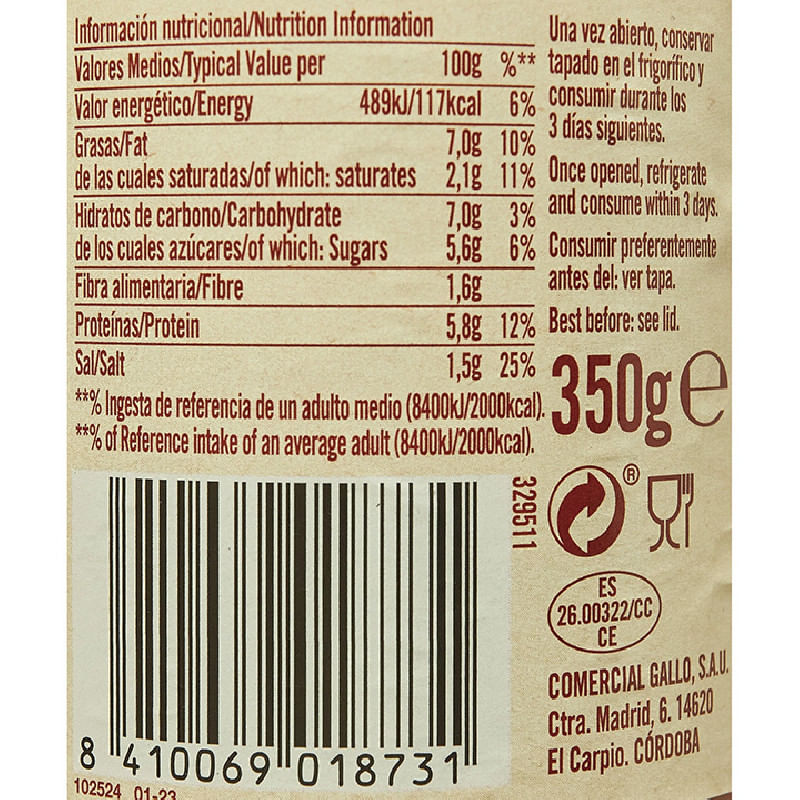 Información nutricional/Nutrition Information
Valores Medios/Typical Value per 100g %**
Valor energético/Energy 489kJ/117kcal 6%
Grasas/Fat 7,0g 10%
de las cuales saturadas/of which: saturates 2,1g 11%
Hidratos de carbono/Carbohydrate 7,0g 3%
de los cuales azúcares/of which: Sugars 5,6g 6%
Fibra alimentaria/Fibre 1,6g
Proteínas/Protein 5,8g 12%
Sal/Salt 1,5g 25%
**% Ingesta de referencia de un adulto medio (8400kJ/2000kcal).
**% of Reference intake of an average adult (8400kJ/2000kcal).
Una vez abierto, conservar
tapado en el frigorífico y
consumir durante los
3 días siguientes.
Once opened, refrigerate
and consume within 3 days.
Consumir preferentemente
antes del: ver tapa.
Best before: see lid.
350g e
329511
®
ES
26.00322/CC
CE
COMERCIAL GALLO, S.A.U.
Ctra. Madrid, 6. 14620
El Carpio. CÓRDOBA
8 410069 018731
102524 01-23